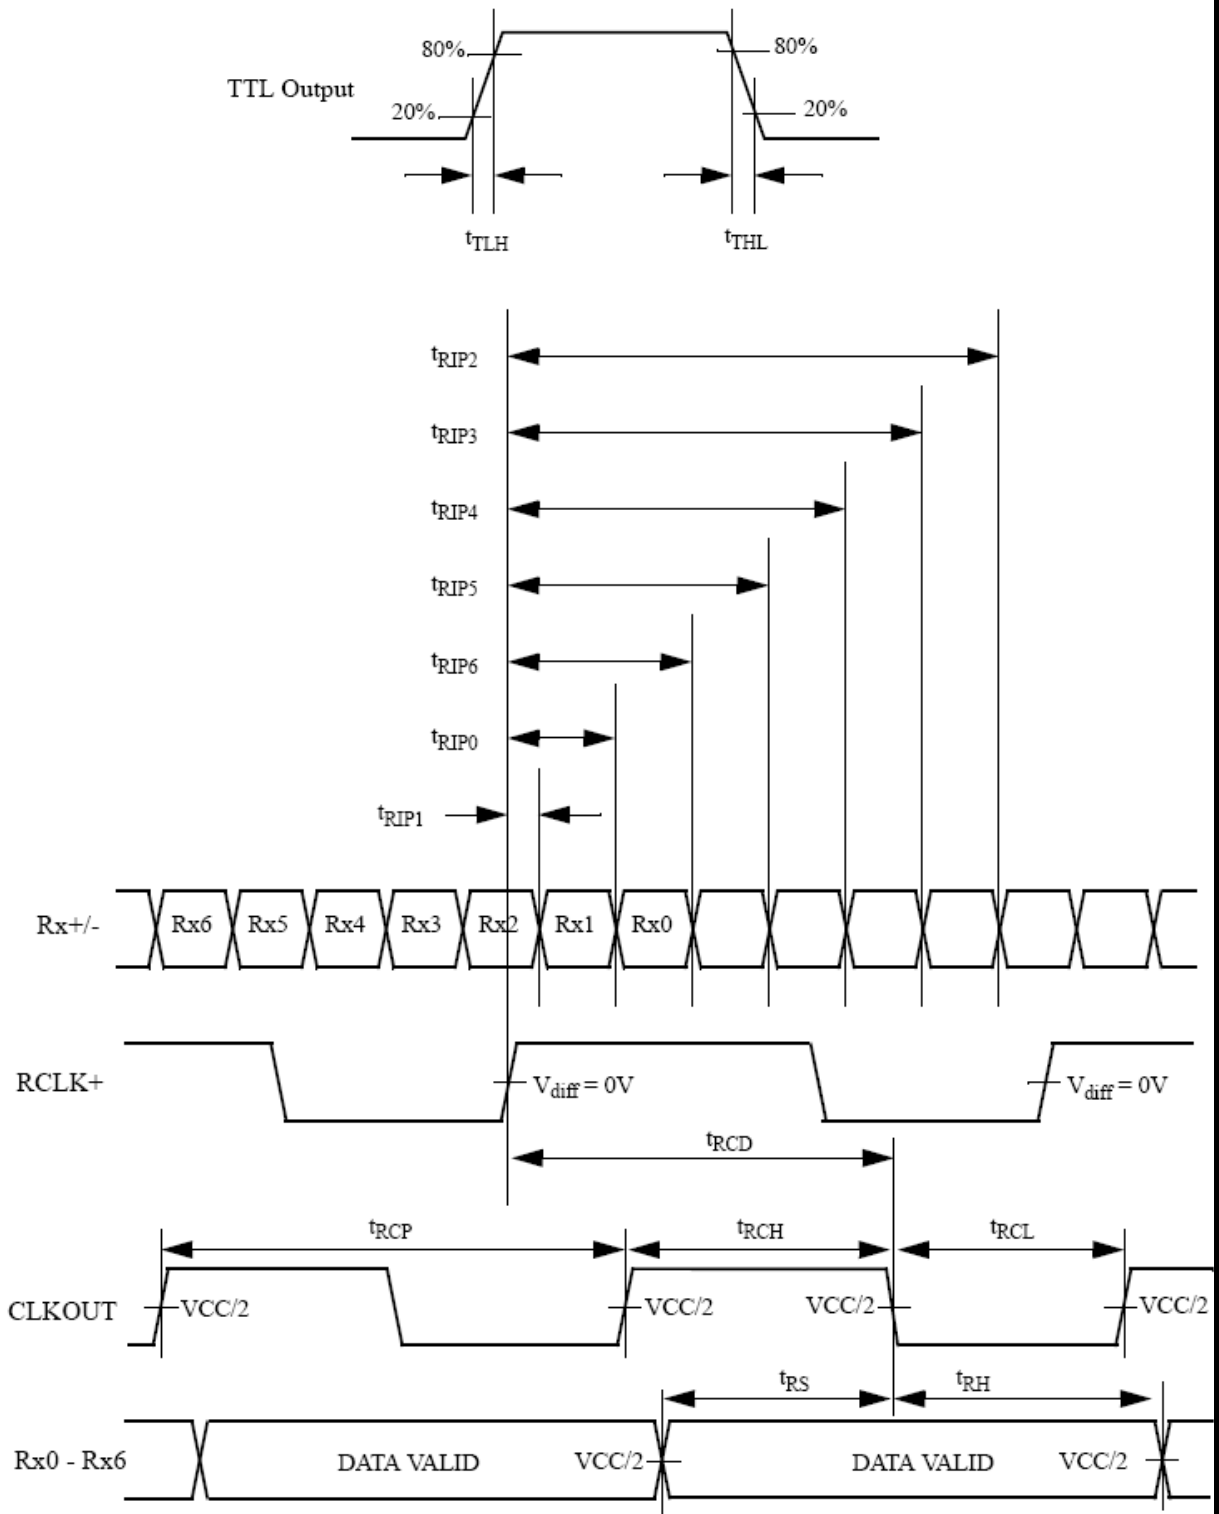 80% 80%
TTL Output
20% 20%
tTLH tTHL
tRIP2
tRIP3
tRIP4
tRIP5
tRIP6
tRIP0
tRIP1
Rx+/- Rx6 Rx5 Rx4 Rx3 Rx2 Rx1 Rx0
RCLK+ Vdiff = 0V Vdiff = 0V
tRCD
tRCP tRCH tRCL
CLKOUT VCC/2 VCC/2 VCC/2 VCC/2
tRS tRH
Rx0 - Rx6 DATA VALID VCC/2 DATA VALID VCC/2